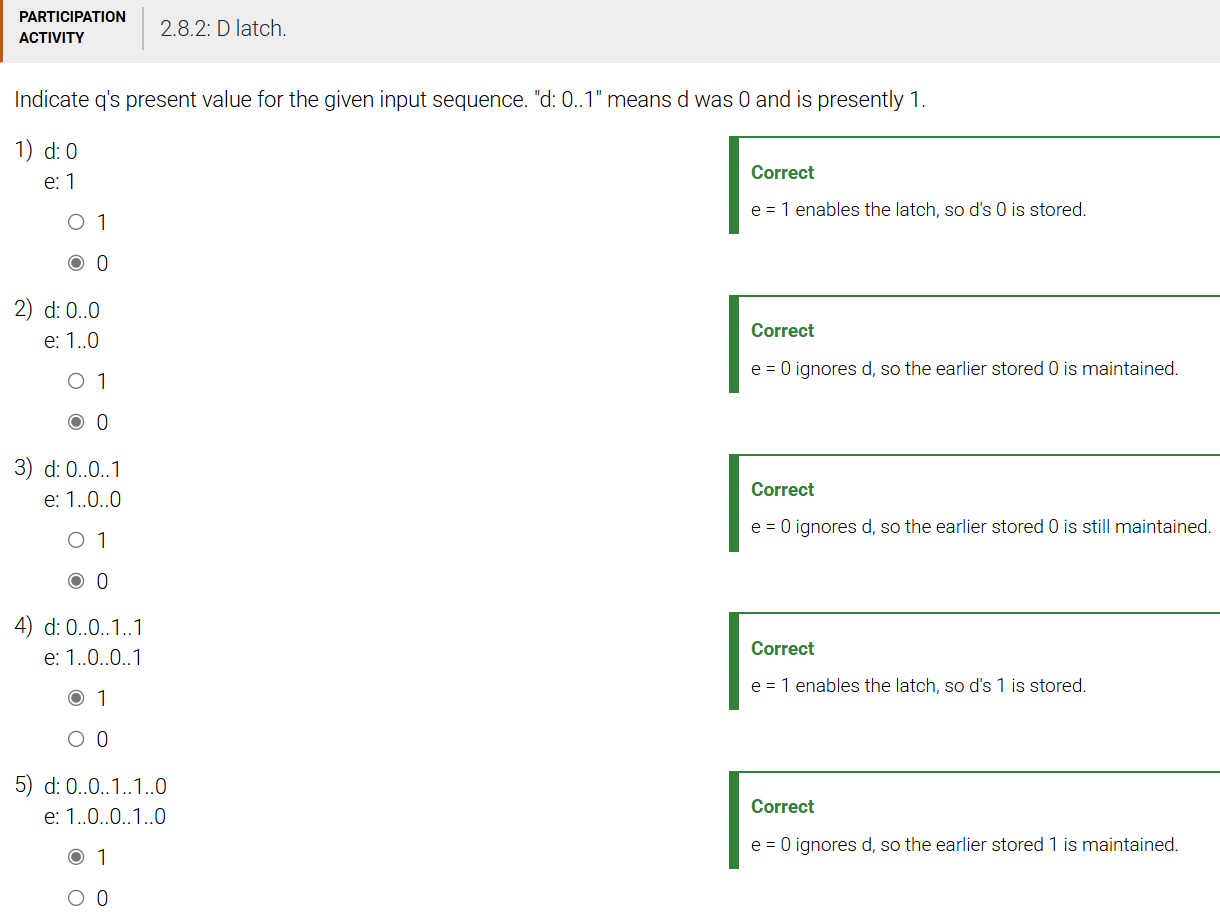 PARTICIPATION
ACTIVITY
2.8.2: D latch.
Indicate q's present value for the given input sequence. "d: 0..1" means d was 0 and is presently 1.
1) d: 0
e: 1
1
0
Correct
e = 1 enables the latch, so d's 0 is stored.
2) d: 0..0
e: 1..0
1
0
Correct
e = 0 ignores d, so the earlier stored 0 is maintained.
3) d: 0..0..1
e: 1..0..0
1
0
Correct
e = 0 ignores d, so the earlier stored 0 is still maintained.
4) d: 0..0..1..1
e: 1..0..0..1
1
0
Correct
e = 1 enables the latch, so d's 1 is stored.
5) d: 0..0..1..1..0
e: 1..0..0..1..0
1
0
Correct
e = 0 ignores d, so the earlier stored 1 is maintained.